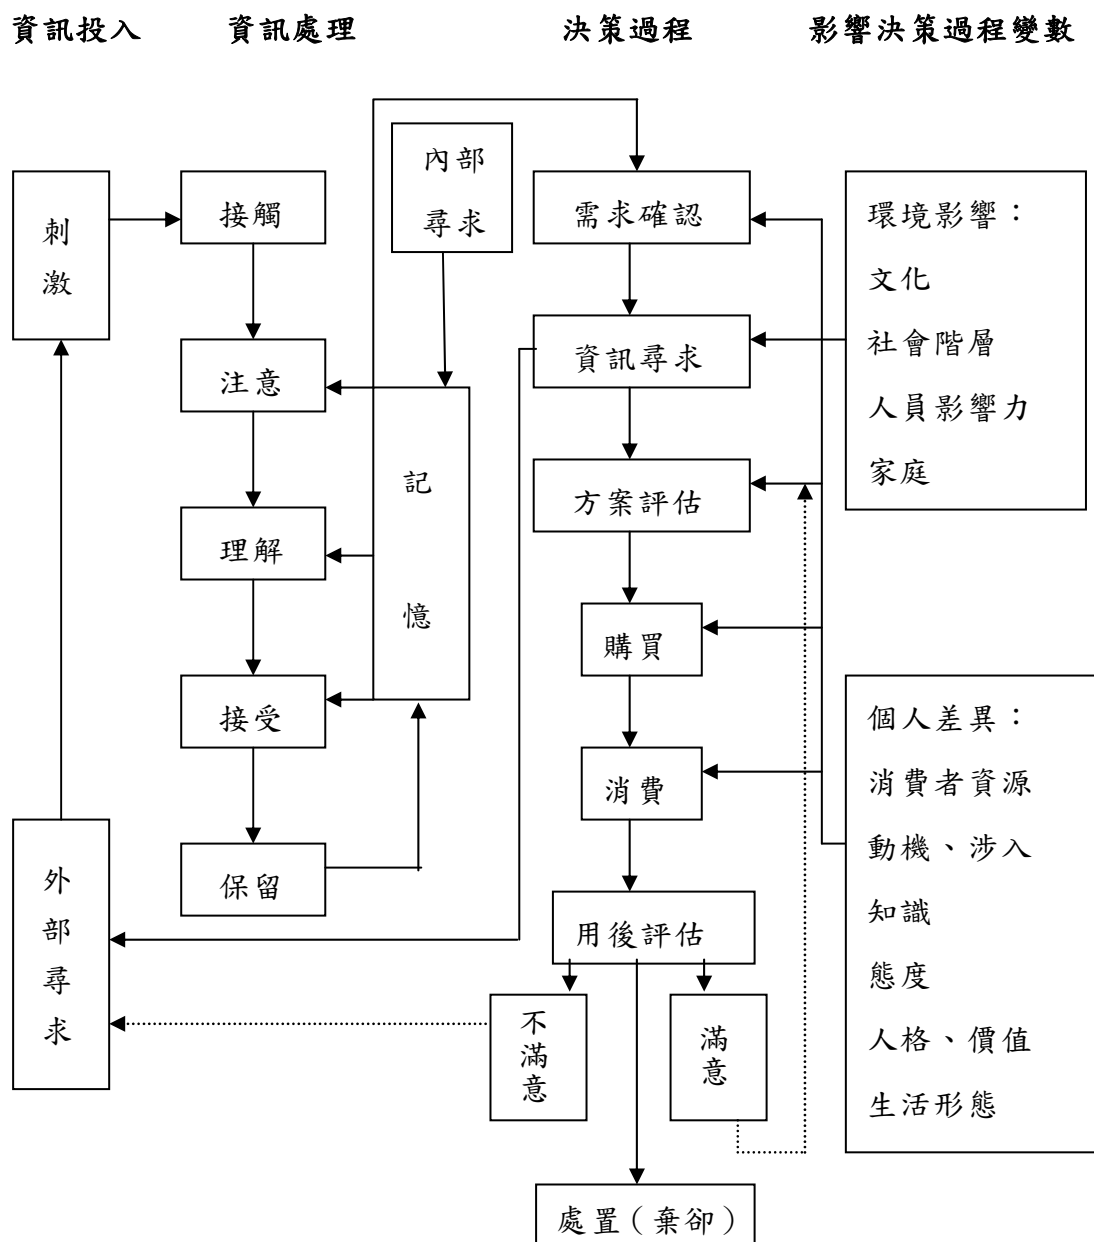 資訊投入
資訊處理
決策過程
影響決策過程變數
刺
激
外
部
尋
求
接觸
注意
理解
接受
保留
內部
尋求
記
憶
需求確認
資訊尋求
方案評估
購買
消費
用後評估
不
滿
意
滿
意
處置（棄卻）
環境影響：
文化
社會階層
人員影響力
家庭
個人差異：
消費者資源
動機、涉入
知識
態度
人格、價值
生活形態